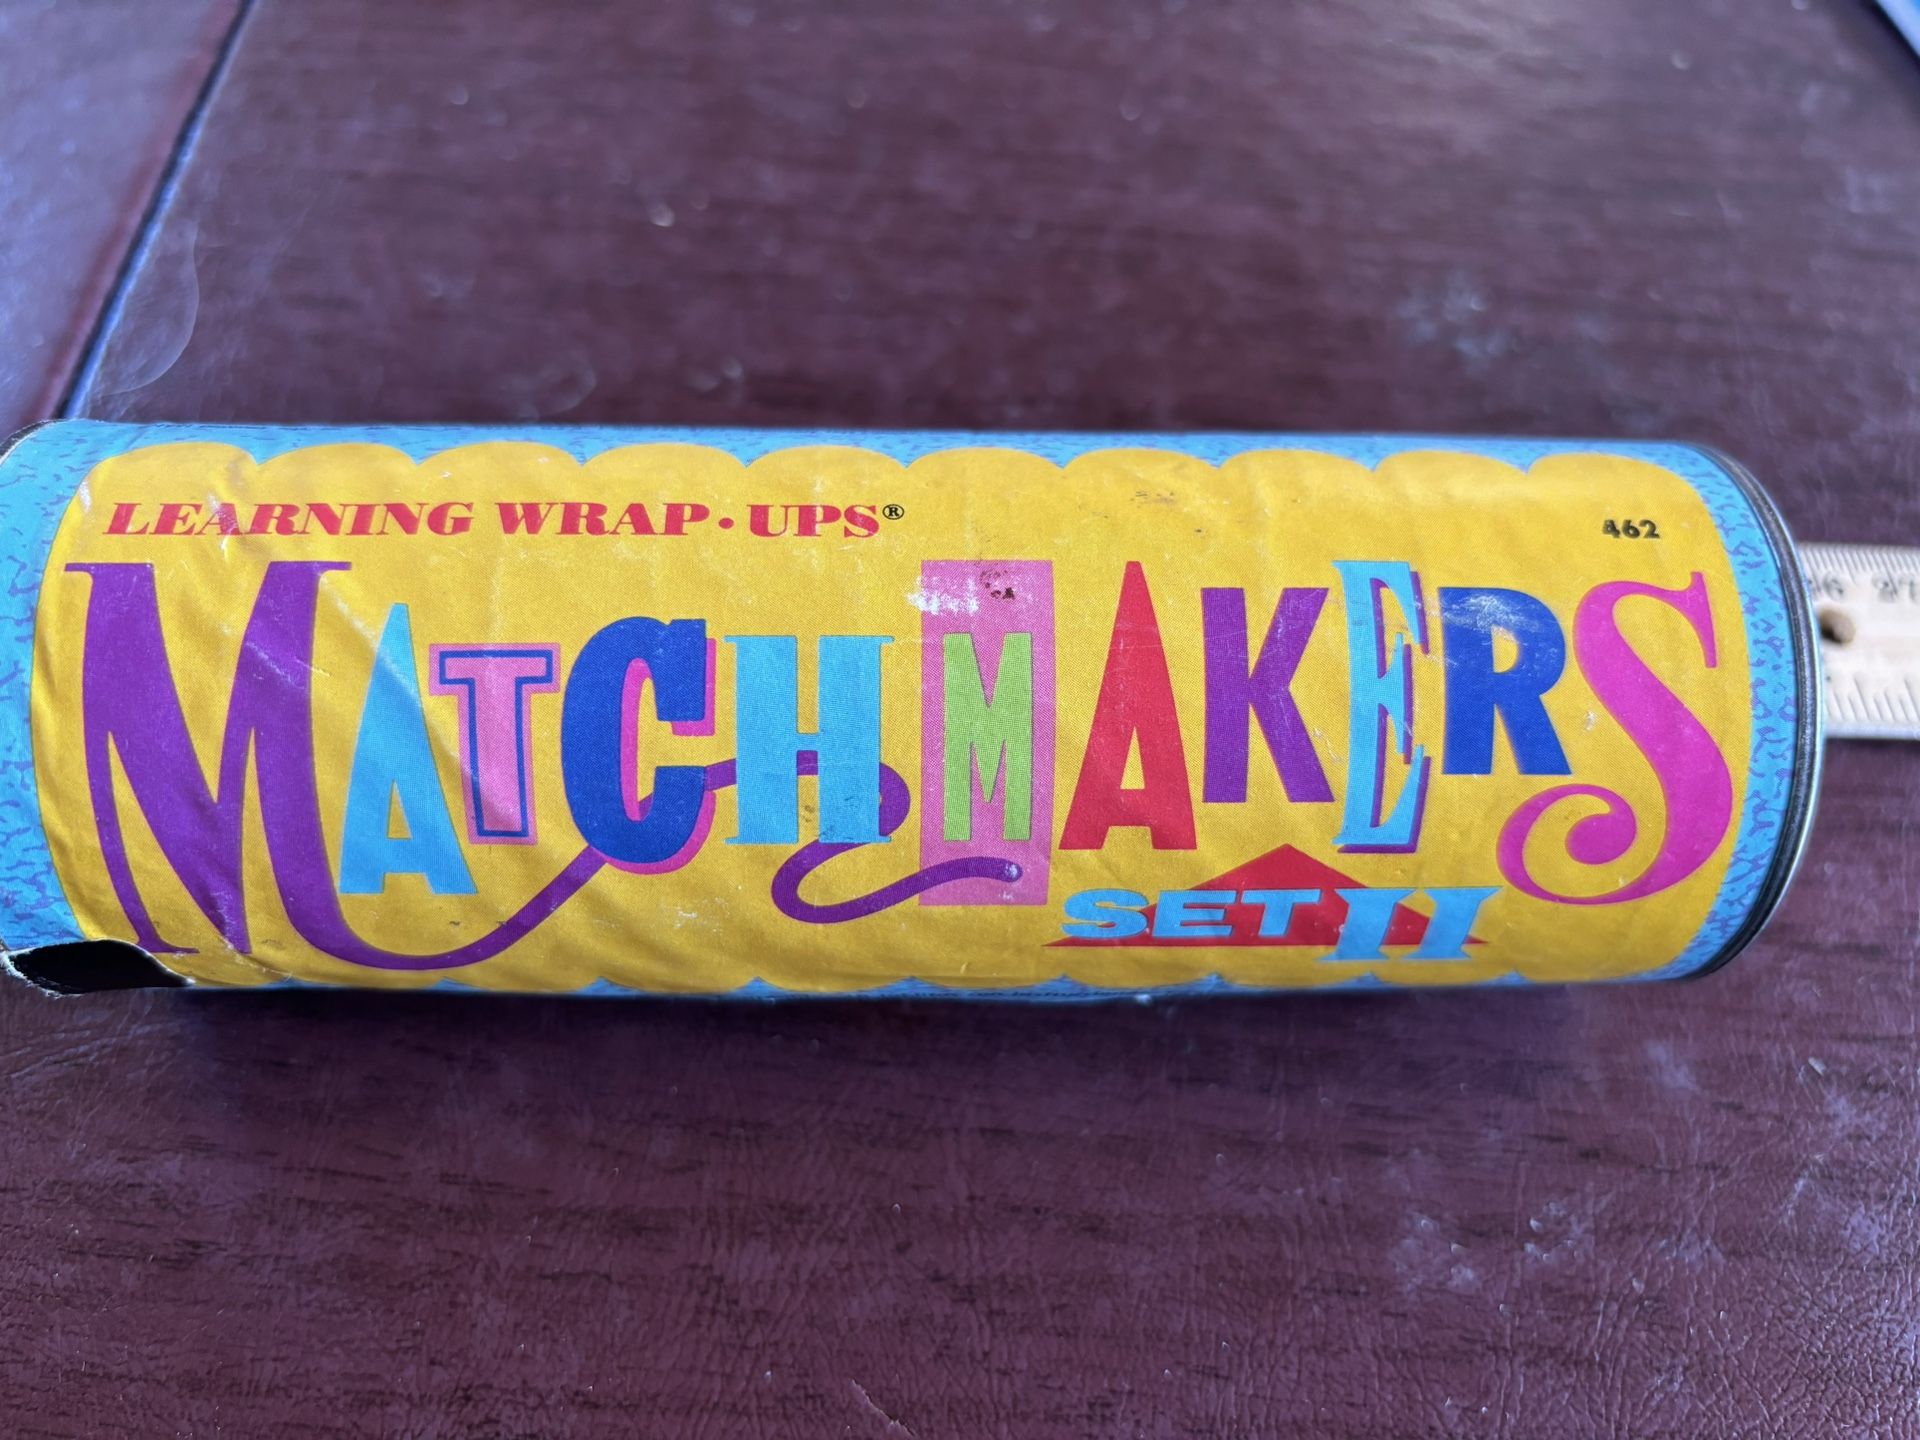 LEARNING WRAP·UPS®
462
MATCHMAKERS
SET II